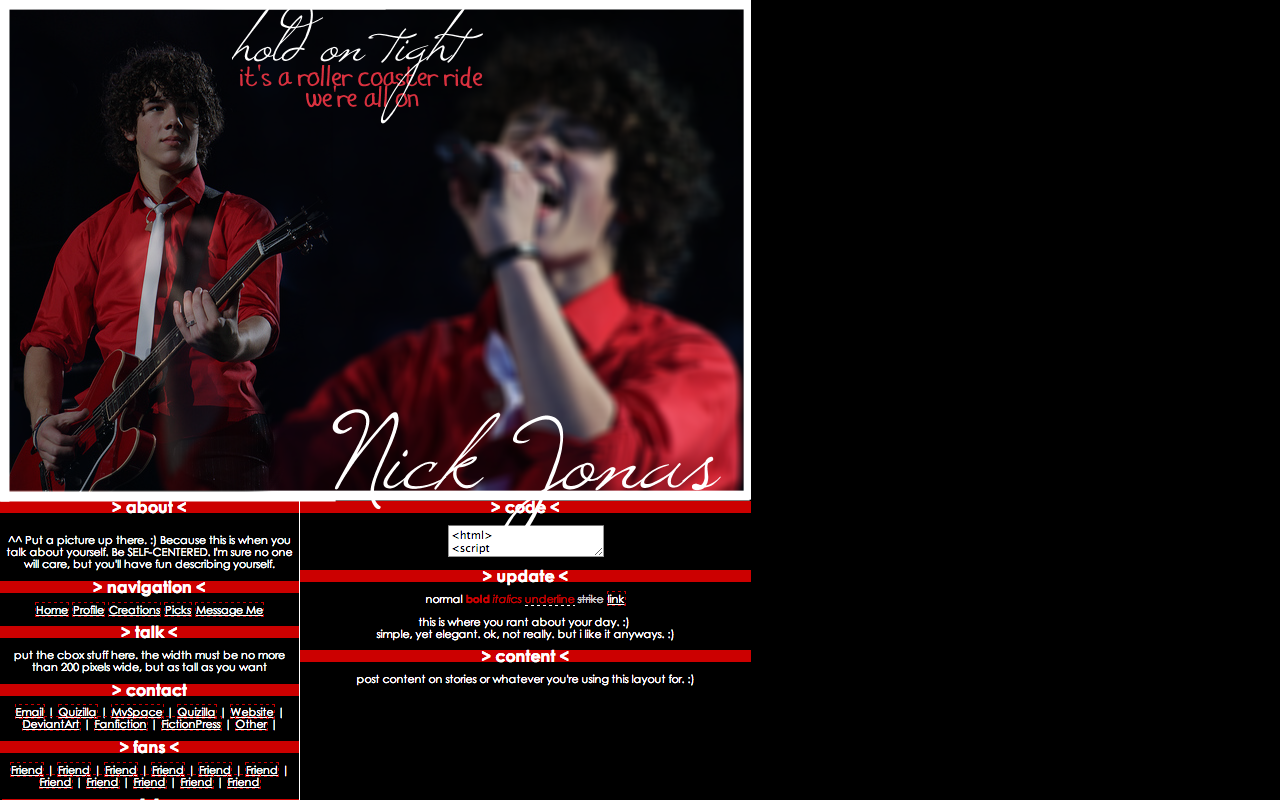 hold on tight
it's a roller coaster ride
we're all on
Nick Jonas
> about <
^^ Put a picture up there. :) Because this is when you
talk about yourself. Be SELF-CENTERED. I'm sure no one
will care, but you'll have fun describing yourself.
> navigation <
Home Profile Creations Picks Message Me
> talk <
put the cbox stuff here. the width must be no more
than 200 pixels wide, but as tall as you want
> contact
Email | Quizilla | MySpace | Quizilla | Website |
DeviantArt | Fanfiction | FictionPress | Other |
> fans <
Friend | Friend | Friend | Friend | Friend | Friend |
Friend | Friend | Friend | Friend | Friend
> code <
<html>
<script
> update <
normal bold italics underline strike link
this is where you rant about your day. :)
simple, yet elegant. ok, not really. but i like it anyways. :)
> content <
post content on stories or whatever you're using this layout for. :)